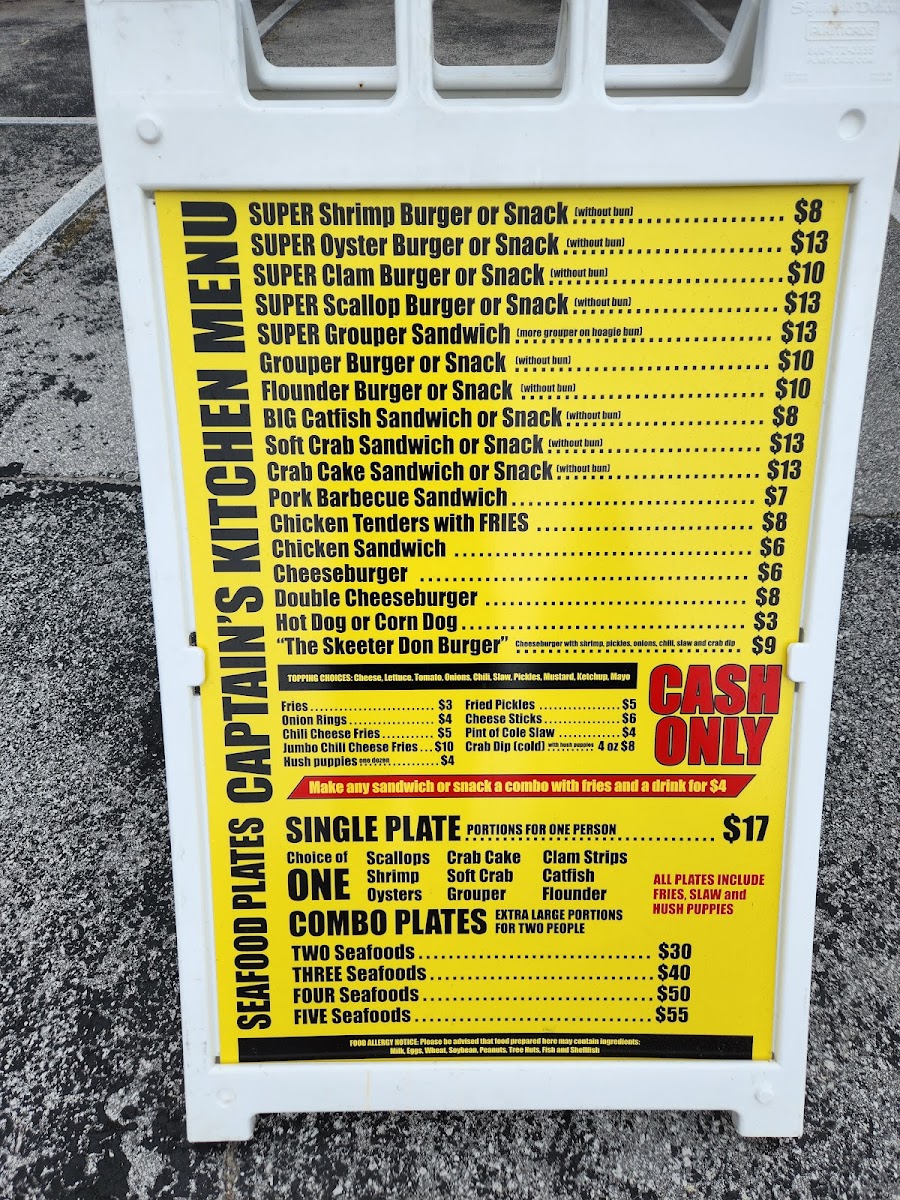 CAPTAIN'S KITCHEN MENU
SUPER Shrimp Burger or Snack (without bun) $8
SUPER Oyster Burger or Snack (without bun) $13
SUPER Clam Burger or Snack (without bun) $10
SUPER Scallop Burger or Snack (without bun) $13
SUPER Grouper Sandwich (more grouper on hoagie bun) $13
Grouper Burger or Snack (without bun) $10
Flounder Burger or Snack (without bun) $10
BIG Catfish Sandwich or Snack (without bun) $8
Soft Crab Sandwich or Snack (without bun) $13
Crab Cake Sandwich or Snack (without bun) $13
Pork Barbecue Sandwich $7
Chicken Tenders with FRIES $8
Chicken Sandwich $6
Cheeseburger $6
Double Cheeseburger $8
Hot Dog or Corn Dog $3
"The Skeeter Don Burger" Cheeseburger with shrimp, pickles, onions, chili, slaw and crab dip $9
TOPPING CHOICES: Cheese, Lettuce, Tomato, Onions, Chili, Slaw, Pickles, Mustard, Ketchup, Mayo
Fries $3
Onion Rings $4
Chili Cheese Fries $5
Jumbo Chili Cheese Fries $10
Hush puppies one dozen $4
Fried Pickles $5
Cheese Sticks $6
Pint of Cole Slaw $4
Crab Dip (cold) with hush puppies 4 oz $8
CASH
ONLY
Make any sandwich or snack a combo with fries and a drink for $4
SEAFOOD PLATES
SINGLE PLATE PORTIONS FOR ONE PERSON $17
Choice of
ONE
Scallops Crab Cake Clam Strips
Shrimp Soft Crab Catfish
Oysters Grouper Flounder
ALL PLATES INCLUDE
FRIES, SLAW and
HUSH PUPPIES
COMBO PLATES EXTRA LARGE PORTIONS
FOR TWO PEOPLE
TWO Seafoods $30
THREE Seafoods $40
FOUR Seafoods $50
FIVE Seafoods $55
FOOD ALLERGY NOTICE: Please be advised that food prepared here may contain ingredients:
Milk, Eggs, Wheat, Soybean, Peanuts, Tree Nuts, Fish and Shellfish